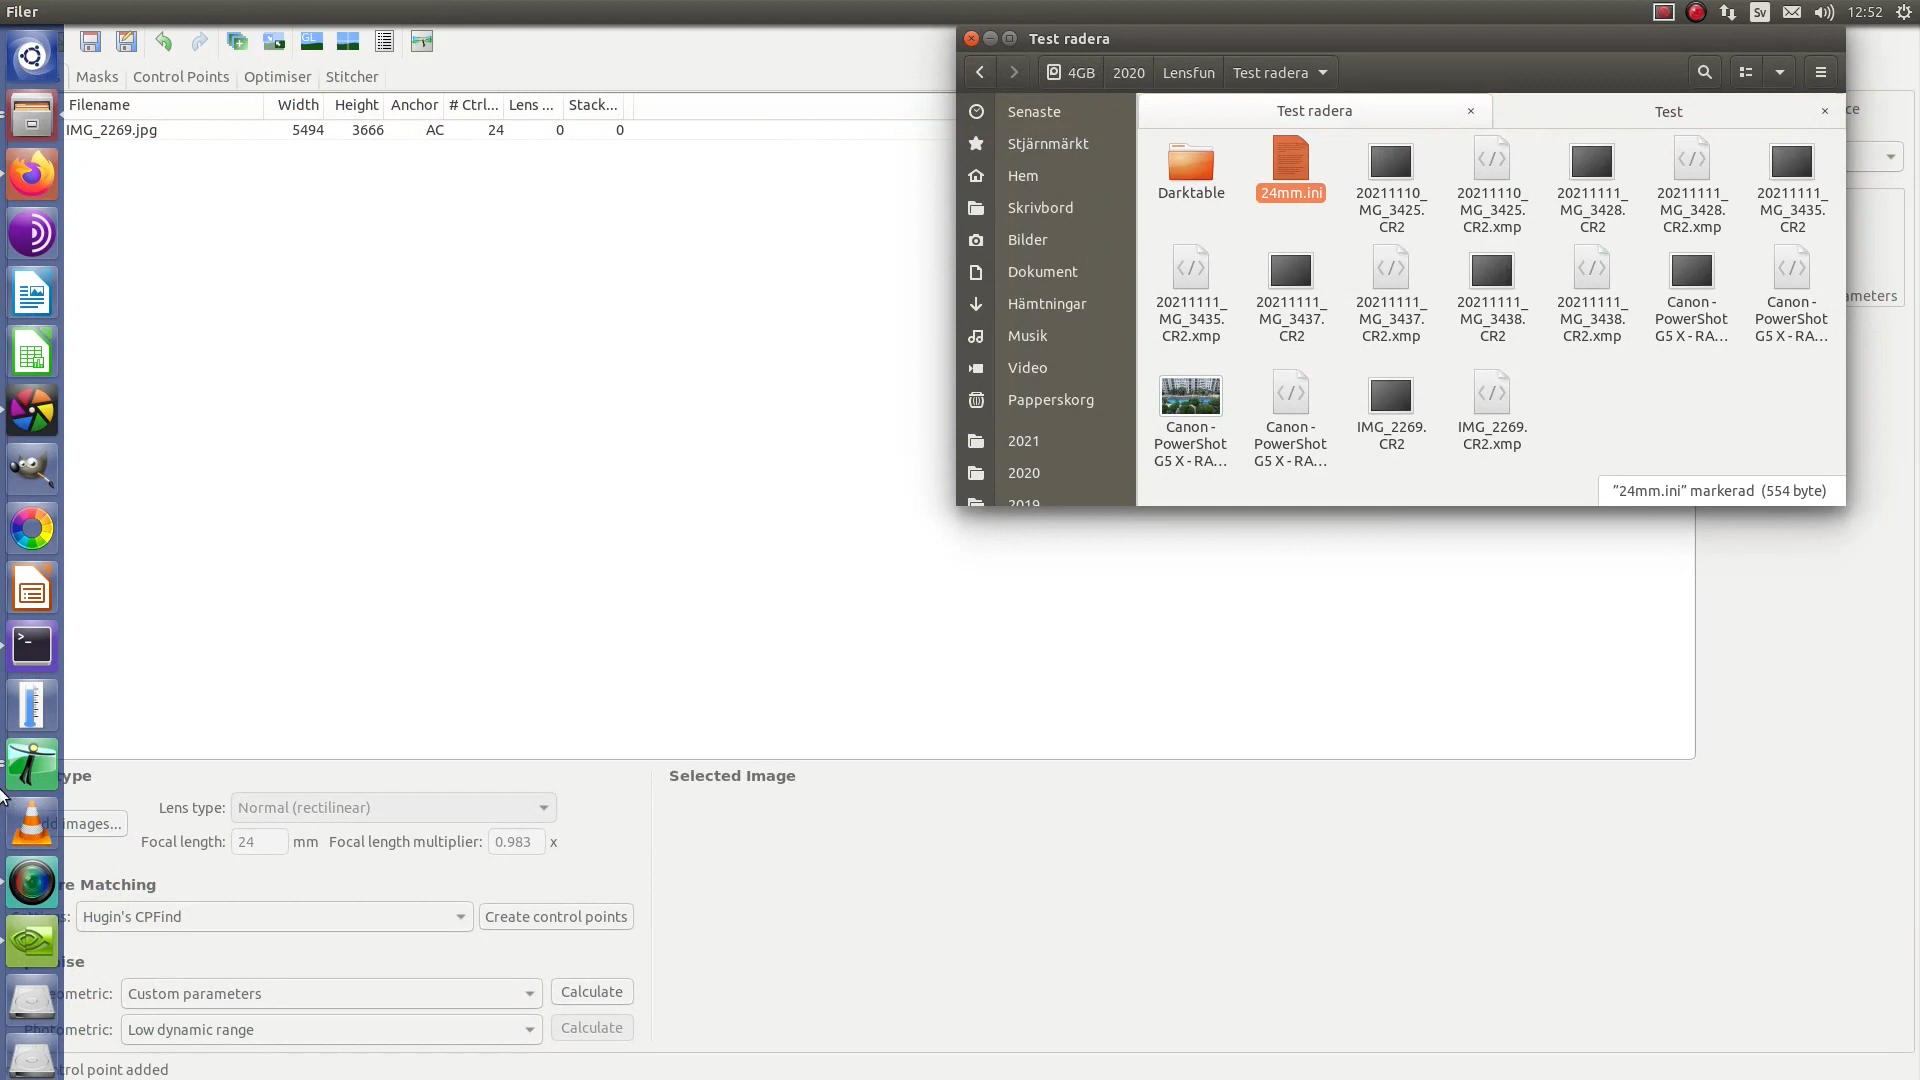 Filer
Sv
12:52
Masks
Control Points
Optimiser
Stitcher
Filename Width Height Anchor # Ctrl... Lens ... Stack...
IMG_2269.jpg 5494 3666 AC 24 0 0
GL
Test radera
4GB 2020 Lensfun Test radera
Senaste
Stjärnmärkt
Hem
Skrivbord
Bilder
Dokument
Hämtningar
Musik
Video
Papperskorg
2021
2020
2019
Test radera
Test
Darktable
24mm.ini
20211110_
MG_3425.
CR2
20211110_
MG_3425.
CR2.xmp
20211111_
MG_3428.
CR2
20211111_
MG_3428.
CR2.xmp
20211111_
MG_3435.
CR2
20211111_
MG_3435.
CR2.xmp
20211111_
MG_3437.
CR2
20211111_
MG_3437.
CR2.xmp
20211111_
MG_3438.
CR2
20211111_
MG_3438.
CR2.xmp
Canon -
PowerShot
G5 X - RA...
Canon -
PowerShot
G5 X - RA...
Canon -
PowerShot
G5 X - RA...
Canon -
PowerShot
G5 X - RA...
IMG_2269.
CR2
IMG_2269.
CR2.xmp
”24mm.ini” markerad (554 byte)
ce
ameters
type
dd images...
Lens type: Normal (rectilinear)
Focal length: 24 mm Focal length multiplier: 0.983 x
re Matching
s: Hugin's CPFind Create control points
ise
eometric: Custom parameters Calculate
Photometric: Low dynamic range Calculate
trol point added
Selected Image